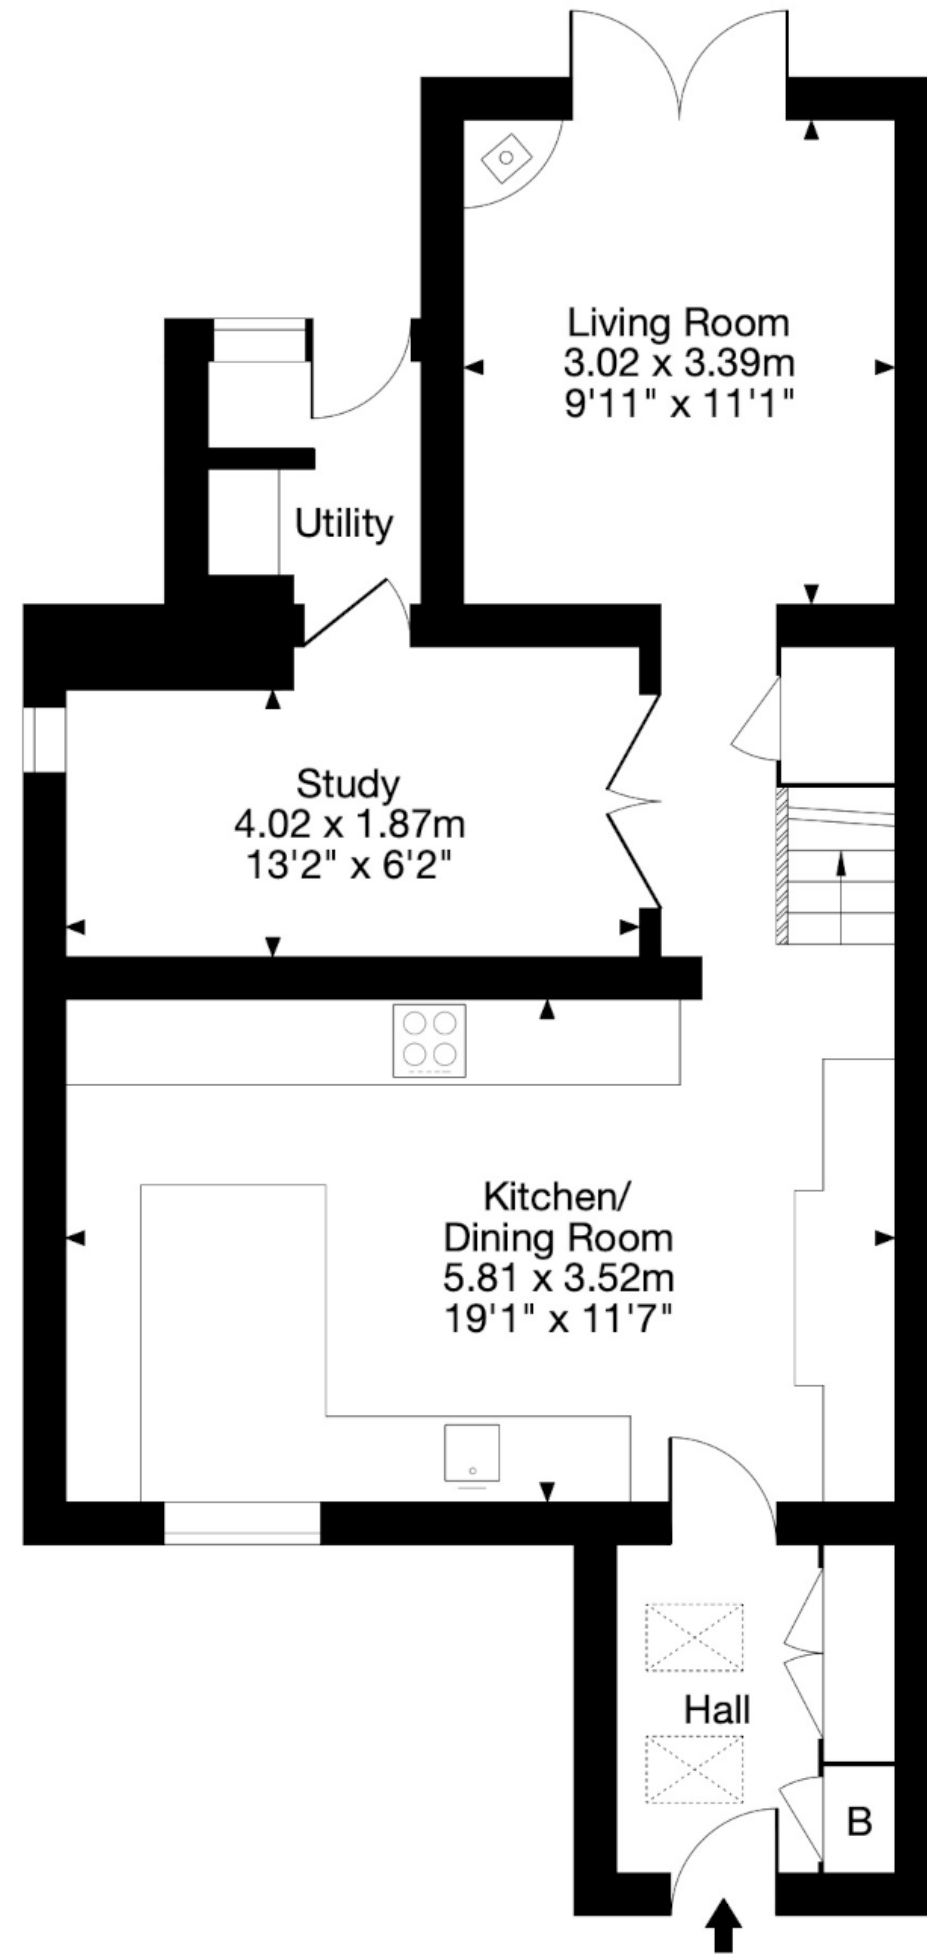 Living Room
3.02 x 3.39m
9'11" x 11'1"
Utility
Study
4.02 x 1.87m
13'2" x 6'2"
Kitchen/
Dining Room
5.81 x 3.52m
19'1" x 11'7"
Hall
B